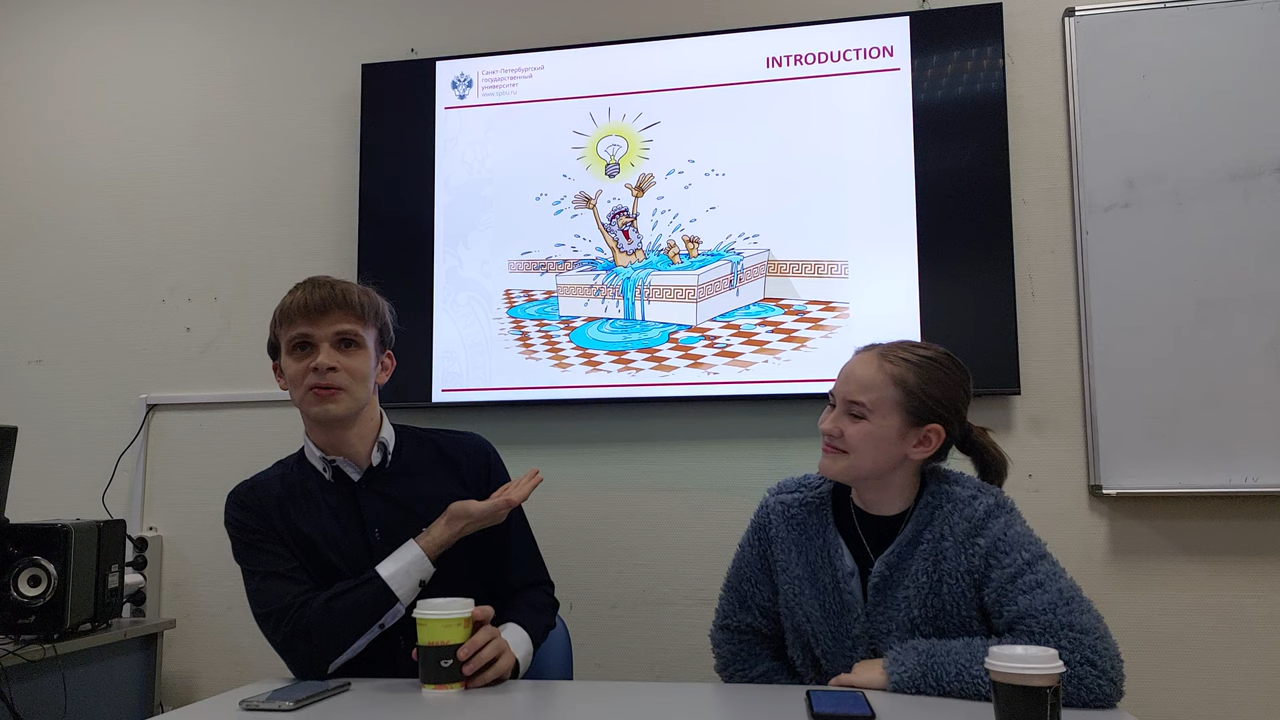 Санкт-Петербургский
государственный
университет
www.spbu.ru
INTRODUCTION